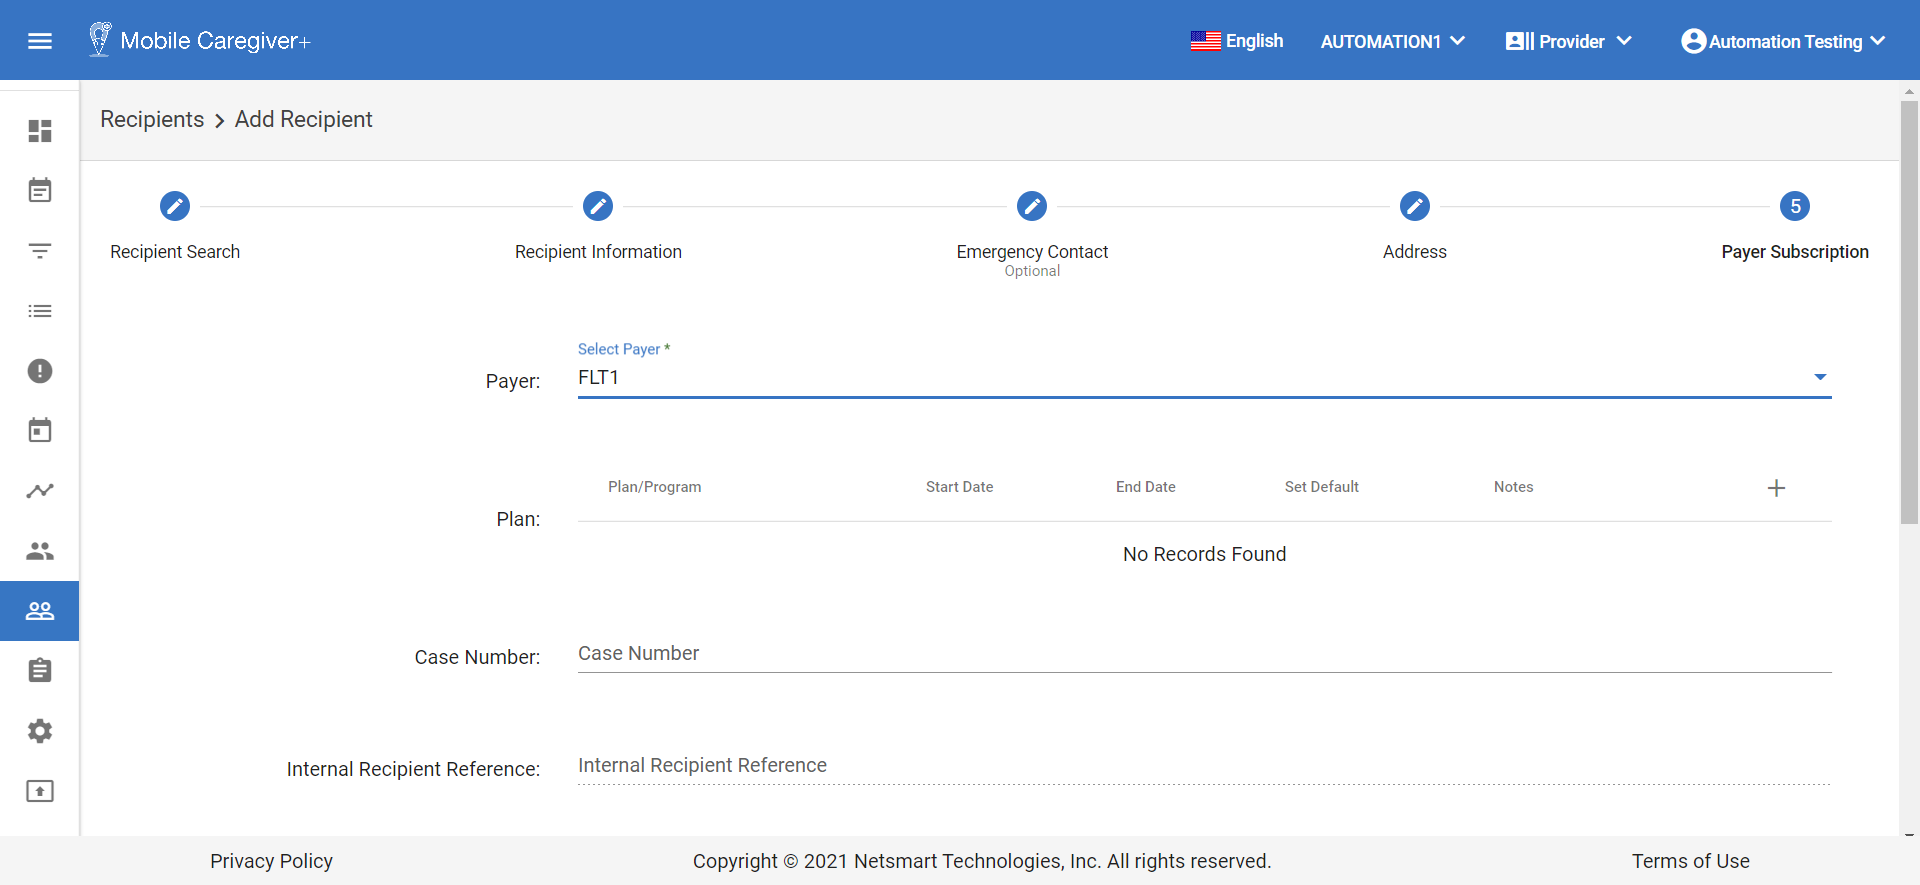 Mobile Caregiver+
English
AUTOMATION1
Provider
Automation Testing
Recipients > Add Recipient
5
Recipient Search
Recipient Information
Emergency Contact
Optional
Address
Payer Subscription
Select Payer *
Payer:
FLT1
Plan/Program
Start Date
End Date
Set Default
Notes
Plan:
No Records Found
Case Number:
Case Number
Internal Recipient Reference:
Internal Recipient Reference
Privacy Policy
Copyright © 2021 Netsmart Technologies, Inc. All rights reserved.
Terms of Use